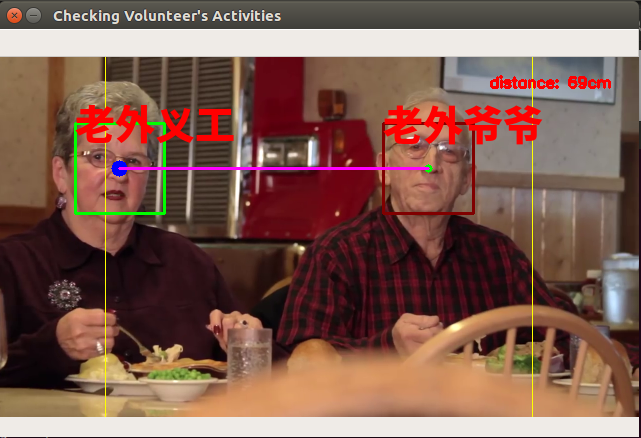 Checking Volunteer's Activities
distance: 69cm
老外义工
老外爷爷